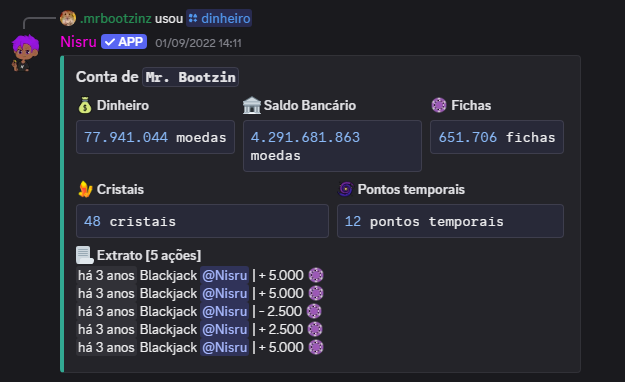 .mrbootzinz usou dinheiro
Nisru APP 01/09/2022 14:11
Conta de Mr. Bootzin
Dinheiro
77.941.044 moedas
Saldo Bancário
4.291.681.863
moedas
Fichas
651.706 fichas
Cristais
48 cristais
Pontos temporais
12 pontos temporais
Extrato [5 ações]
há 3 anos Blackjack @Nisru | + 5.000
há 3 anos Blackjack @Nisru | + 5.000
há 3 anos Blackjack @Nisru | - 2.500
há 3 anos Blackjack @Nisru | + 2.500
há 3 anos Blackjack @Nisru | + 5.000